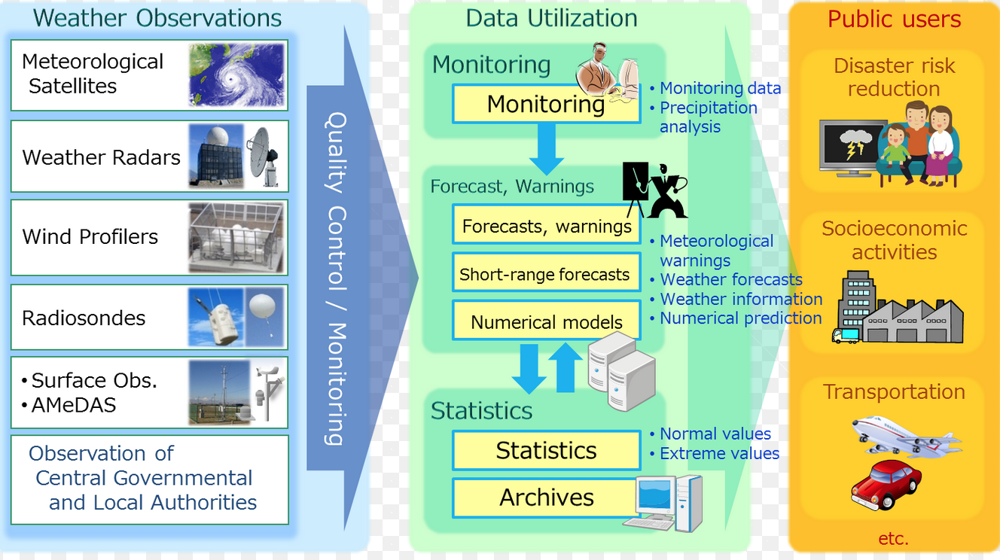 Weather Observations
Meteorological
Satellites
Weather Radars
Wind Profilers
Radiosondes
• Surface Obs.
• AMeDAS
Observation of
Central Governmental
and Local Authorities
Quality Control / Monitoring
Data Utilization
Monitoring
Monitoring
• Monitoring data
• Precipitation
analysis
Forecast, Warnings
Forecasts, warnings
Short-range forecasts
Numerical models
• Meteorological
warnings
• Weather forecasts
• Weather information
• Numerical prediction
Statistics
Statistics
Archives
• Normal values
• Extreme values
Public users
Disaster risk
reduction
Socioeconomic
activities
Transportation
etc.